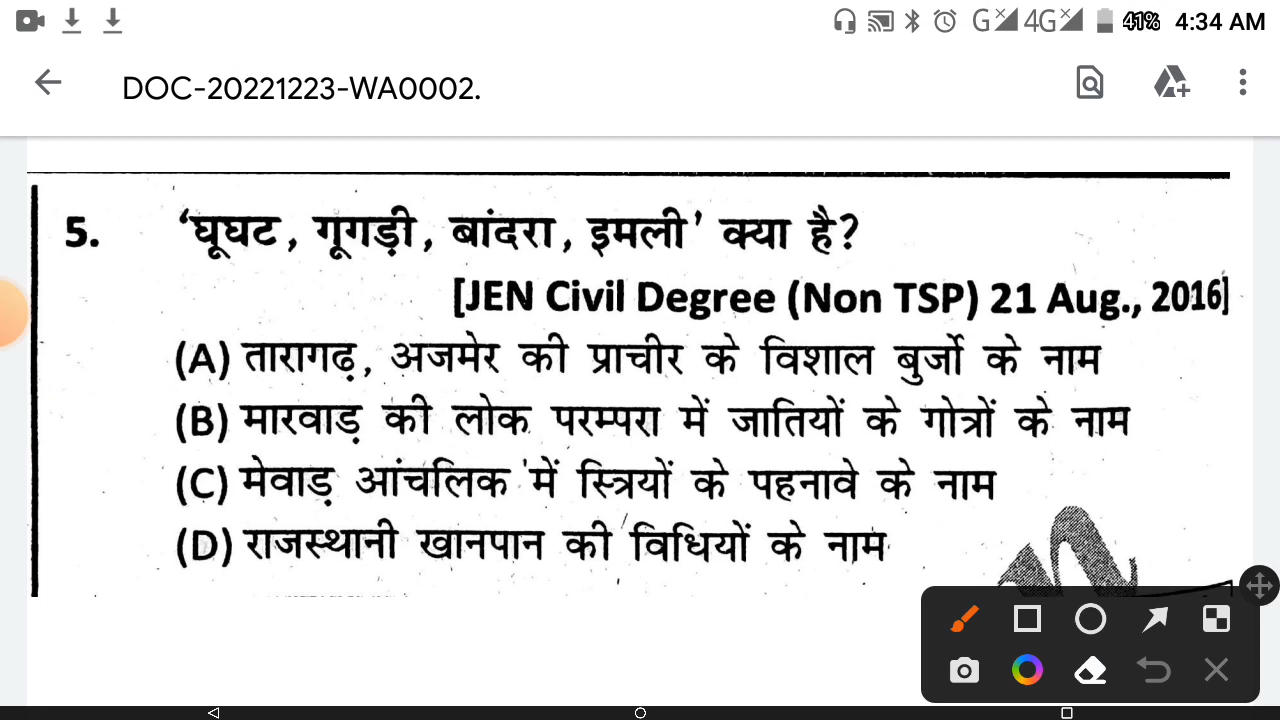 G 4G 41% 4:34 AM
DOC-20221223-WA0002.
5. 'घूघट, गूगड़ी, बांदरा, इमली' क्या है?
[JEN Civil Degree (Non TSP) 21 Aug., 2016]
(A) तारागढ़, अजमेर की प्राचीर के विशाल बुर्जो के नाम
(B) मारवाड़ की लोक परम्परा में जातियों के गोत्रों के नाम
(C) मेवाड़ आंचलिक में स्त्रियों के पहनावे के नाम
(D) राजस्थानी खानपान की विधियों के नाम